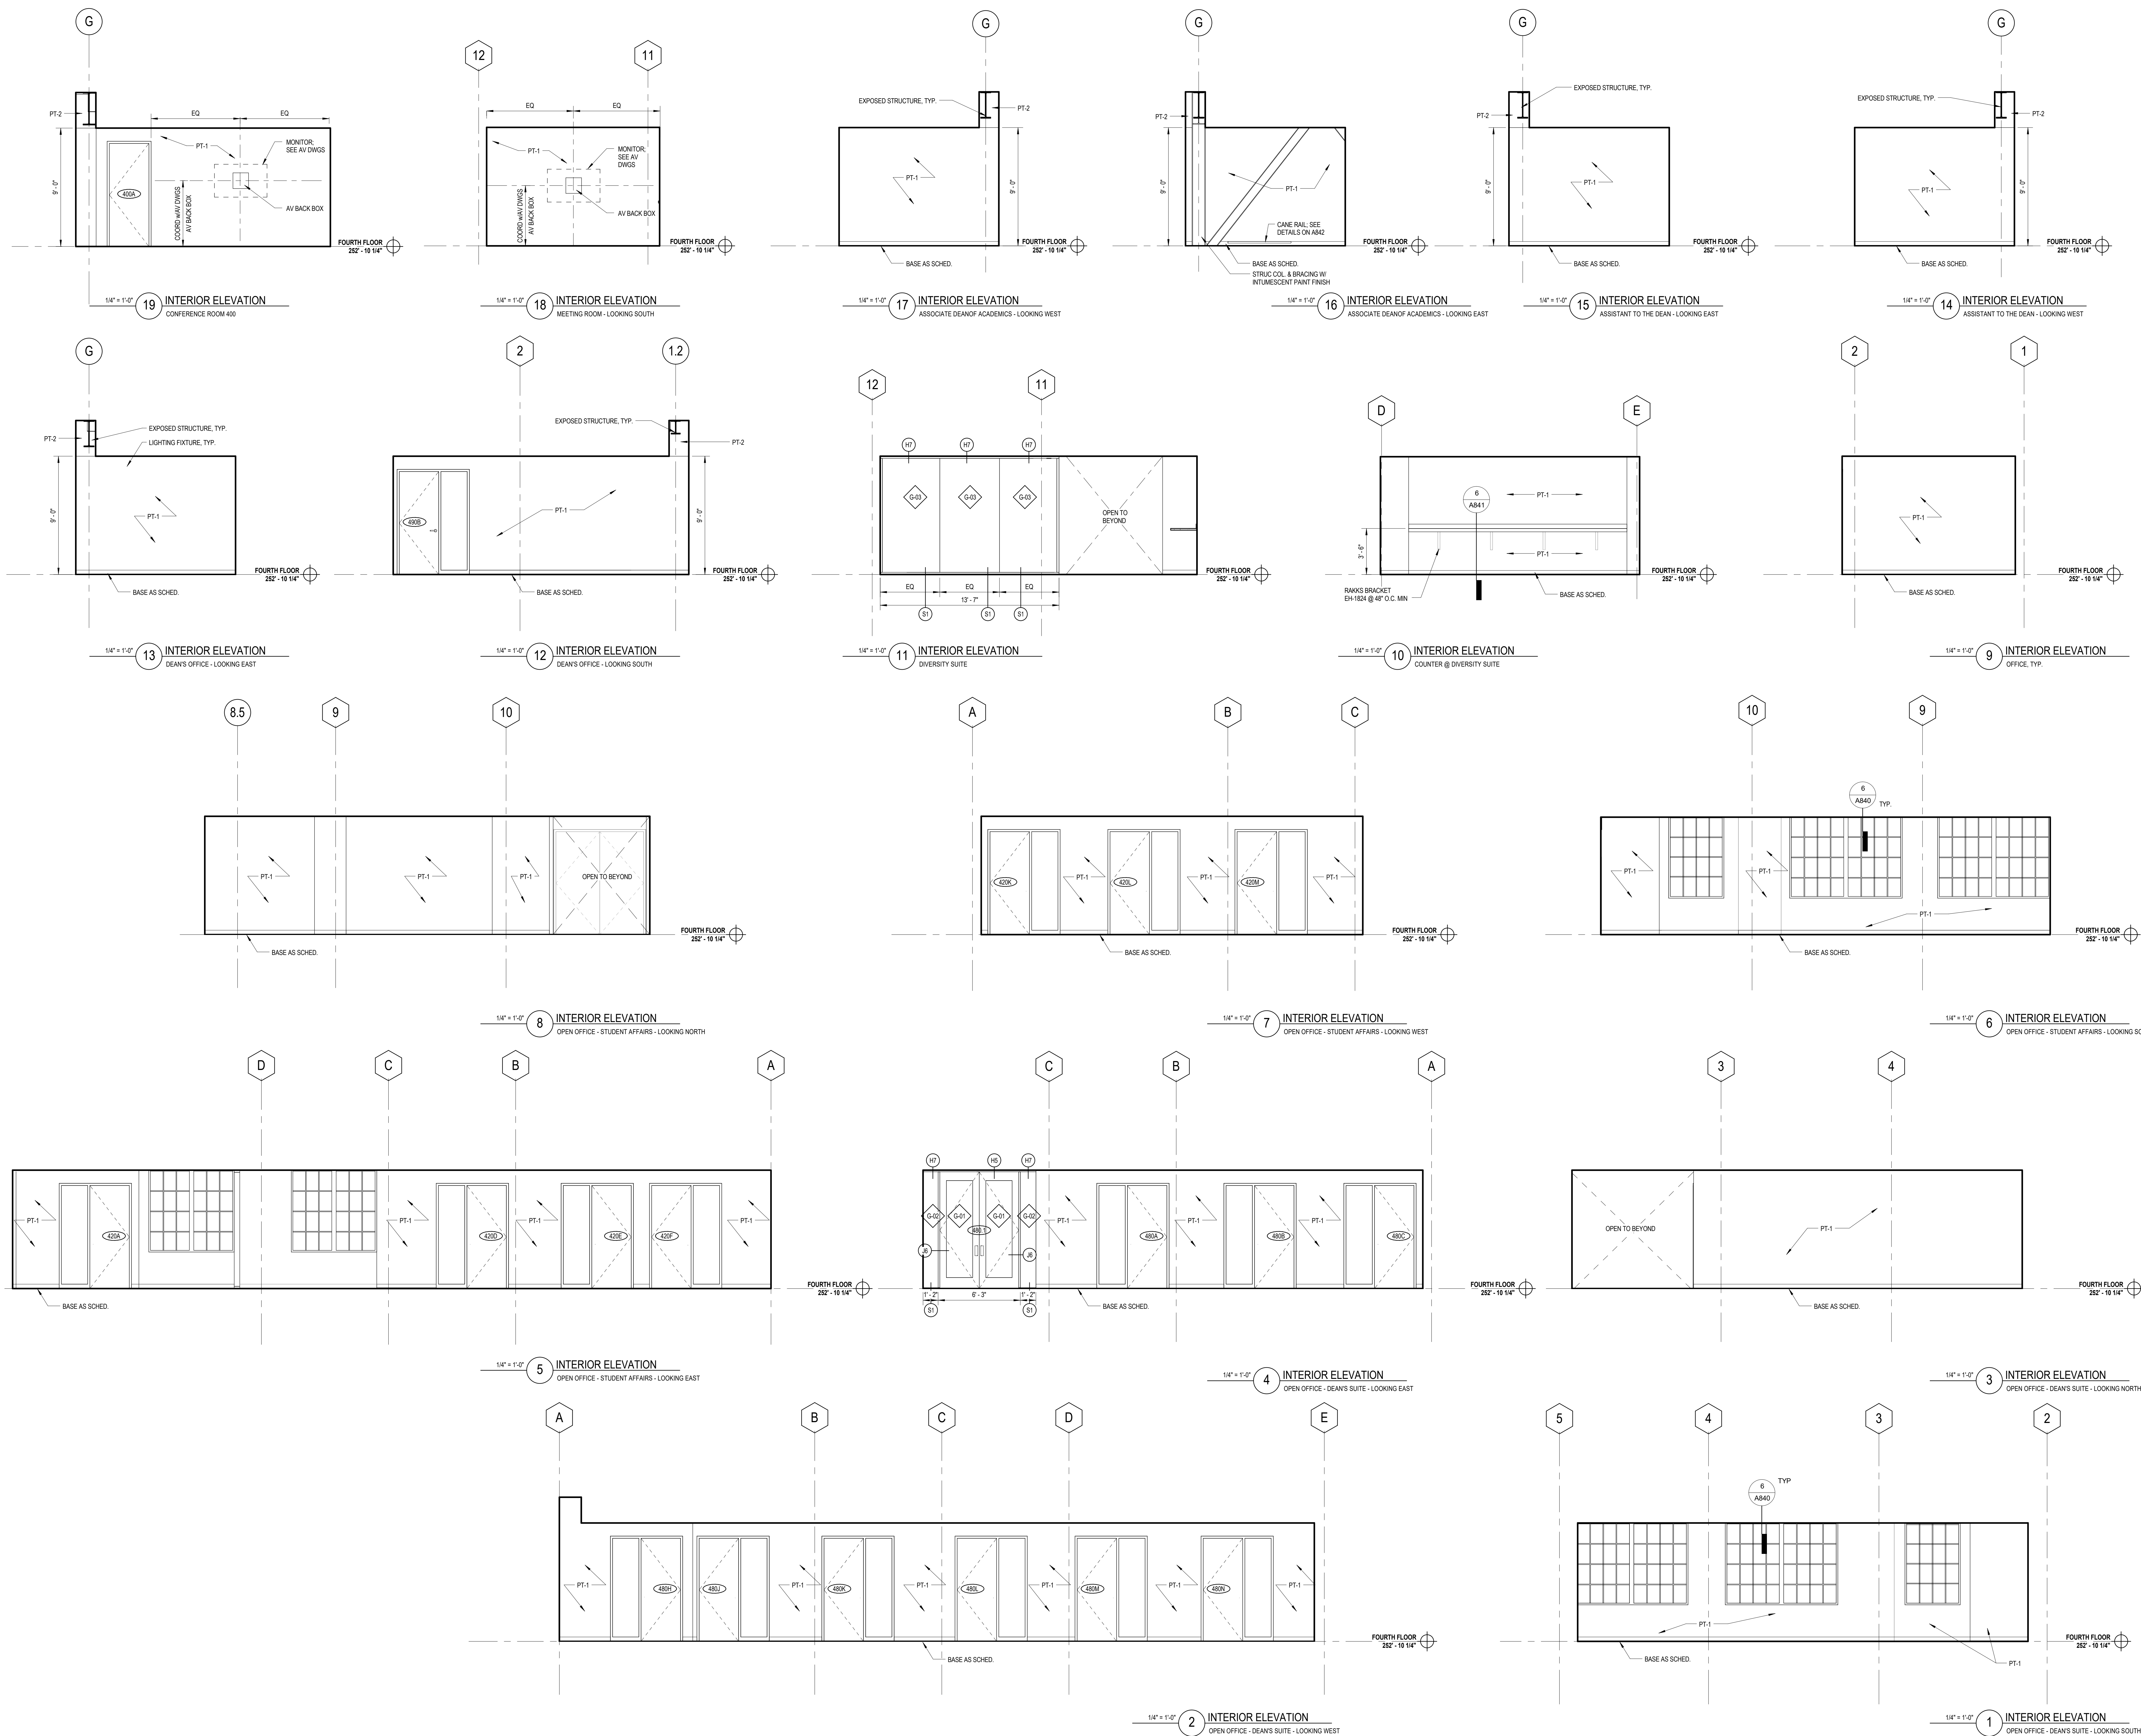 G
PT-2
EQ
EQ
PT-1
MONITOR;
SEE AV DWGS
9' - 0"
400A
COORD w/AV DWGS
AV BACK BOX
AV BACK BOX
FOURTH FLOOR
252' - 10 1/4"
1/4" = 1'-0"
19
INTERIOR ELEVATION
CONFERENCE ROOM 400
12
11
EQ
EQ
PT-1
MONITOR;
SEE AV
DWGS
COORD w/AV DWGS
AV BACK BOX
AV BACK BOX
FOURTH FLOOR
252' - 10 1/4"
1/4" = 1'-0"
18
INTERIOR ELEVATION
MEETING ROOM - LOOKING SOUTH
G
EXPOSED STRUCTURE, TYP.
PT-2
PT-1
9' - 0"
FOURTH FLOOR
252' - 10 1/4"
BASE AS SCHED.
1/4" = 1'-0"
17
INTERIOR ELEVATION
ASSOCIATE DEANOF ACADEMICS - LOOKING WEST
G
PT-2
9' - 0"
PT-1
CANE RAIL; SEE
DETAILS ON A842
FOURTH FLOOR
252' - 10 1/4"
BASE AS SCHED.
STRUC COL. & BRACING W/
INTUMESCENT PAINT FINISH
1/4" = 1'-0"
16
INTERIOR ELEVATION
ASSOCIATE DEANOF ACADEMICS - LOOKING EAST
G
EXPOSED STRUCTURE, TYP.
PT-2
9' - 0"
PT-1
FOURTH FLOOR
252' - 10 1/4"
BASE AS SCHED.
1/4" = 1'-0"
15
INTERIOR ELEVATION
ASSISTANT TO THE DEAN - LOOKING EAST
G
EXPOSED STRUCTURE, TYP.
PT-2
PT-1
9' - 0"
FOURTH FLOOR
252' - 10 1/4"
BASE AS SCHED.
1/4" = 1'-0"
14
INTERIOR ELEVATION
ASSISTANT TO THE DEAN - LOOKING WEST
G
PT-2
EXPOSED STRUCTURE, TYP.
LIGHTING FIXTURE, TYP.
9' - 0"
PT-1
FOURTH FLOOR
252' - 10 1/4"
BASE AS SCHED.
1/4" = 1'-0"
13
INTERIOR ELEVATION
DEAN'S OFFICE - LOOKING EAST
2
1.2
EXPOSED STRUCTURE, TYP.
PT-2
490B
PT-1
9' - 0"
FOURTH FLOOR
252' - 10 1/4"
BASE AS SCHED.
1/4" = 1'-0"
12
INTERIOR ELEVATION
DEAN'S OFFICE - LOOKING SOUTH
12
11
H7
H7
H7
G-03
G-03
G-03
OPEN TO
BEYOND
FOURTH FLOOR
252' - 10 1/4"
EQ
EQ
EQ
13' - 7"
S1
S1
S1
1/4" = 1'-0"
11
INTERIOR ELEVATION
DIVERSITY SUITE
D
E
6
A841
PT-1
3' - 6"
PT-1
FOURTH FLOOR
252' - 10 1/4"
RAKKS BRACKET
EH-1824 @ 48" O.C. MIN
BASE AS SCHED.
1/4" = 1'-0"
10
INTERIOR ELEVATION
COUNTER @ DIVERSITY SUITE
2
1
PT-1
FOURTH FLOOR
252' - 10 1/4"
BASE AS SCHED.
1/4" = 1'-0"
9
INTERIOR ELEVATION
OFFICE, TYP.
8.5
9
10
PT-1
PT-1
PT-1
OPEN TO BEYOND
FOURTH FLOOR
252' - 10 1/4"
BASE AS SCHED.
1/4" = 1'-0"
8
INTERIOR ELEVATION
OPEN OFFICE - STUDENT AFFAIRS - LOOKING NORTH
A
B
C
420K
PT-1
420L
PT-1
420M
PT-1
FOURTH FLOOR
252' - 10 1/4"
BASE AS SCHED.
1/4" = 1'-0"
7
INTERIOR ELEVATION
OPEN OFFICE - STUDENT AFFAIRS - LOOKING WEST
10
9
6
A840
TYP.
PT-1
PT-1
PT-1
FOURTH FLOOR
252' - 10 1/4"
BASE AS SCHED.
1/4" = 1'-0"
6
INTERIOR ELEVATION
OPEN OFFICE - STUDENT AFFAIRS - LOOKING SO
D
C
B
A
PT-1
420A
PT-1
420D
PT-1
420E
420F
PT-1
FOURTH FLOOR
252' - 10 1/4"
BASE AS SCHED.
1/4" = 1'-0"
5
INTERIOR ELEVATION
OPEN OFFICE - STUDENT AFFAIRS - LOOKING EAST
C
B
A
H7
H5
H7
G-02
G-01
G-01
G-02
480.1
J6
J6
PT-1
480A
PT-1
480B
PT-1
480C
1' - 2"
6' - 3"
1' - 2"
S1
S1
FOURTH FLOOR
252' - 10 1/4"
BASE AS SCHED.
1/4" = 1'-0"
4
INTERIOR ELEVATION
OPEN OFFICE - DEAN'S SUITE - LOOKING EAST
3
4
OPEN TO BEYOND
PT-1
FOURTH FLOOR
252' - 10 1/4"
BASE AS SCHED.
1/4" = 1'-0"
3
INTERIOR ELEVATION
OPEN OFFICE - DEAN'S SUITE - LOOKING NORTH
A
B
C
D
E
PT-1
480H
480J
PT-1
480K
PT-1
480L
PT-1
480M
PT-1
480N
PT-1
FOURTH FLOOR
252' - 10 1/4"
BASE AS SCHED.
1/4" = 1'-0"
2
INTERIOR ELEVATION
OPEN OFFICE - DEAN'S SUITE - LOOKING WEST
5
4
3
2
6
A840
TYP
PT-1
PT-1
FOURTH FLOOR
252' - 10 1/4"
BASE AS SCHED.
1/4" = 1'-0"
1
INTERIOR ELEVATION
OPEN OFFICE - DEAN'S SUITE - LOOKING SOUTH